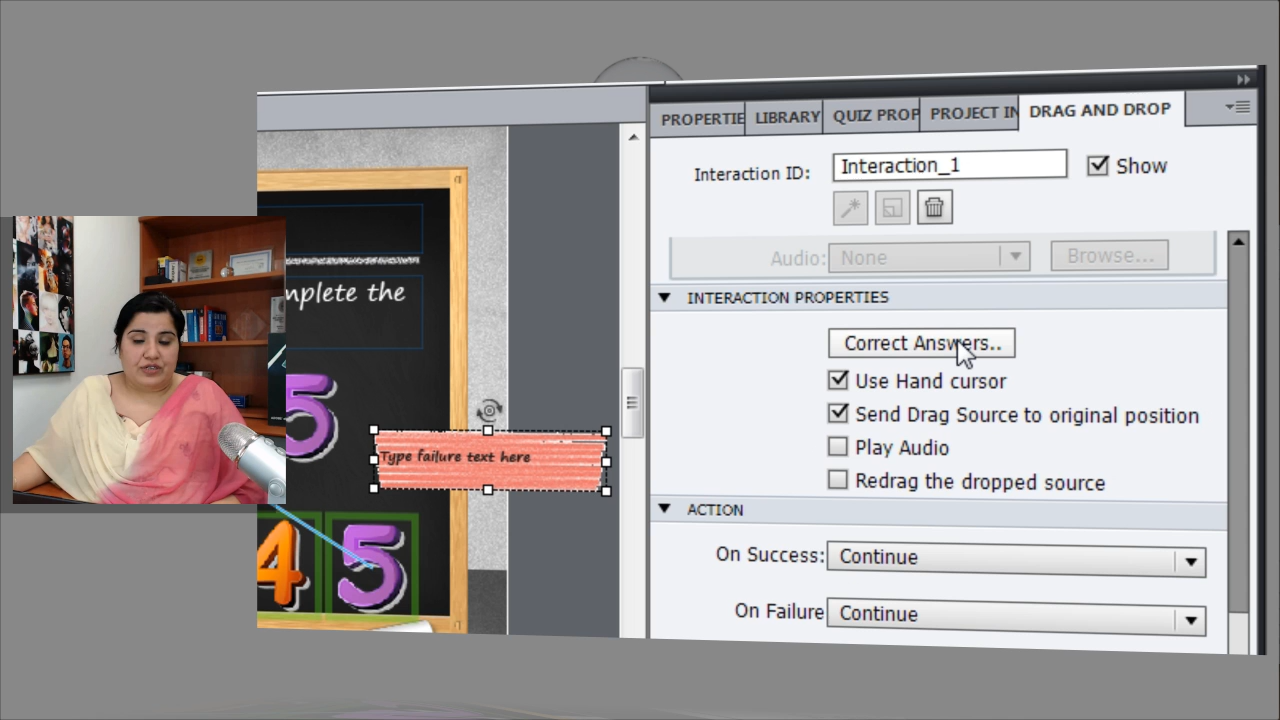 PROPERTIE LIBRARY QUIZ PROP PROJECT IN DRAG AND DROP
Interaction ID: Interaction_1 Show
Audio: None Browse...
INTERACTION PROPERTIES
Correct Answers..
Use Hand cursor
Send Drag Source to original position
Play Audio
Redrag the dropped source
ACTION
On Success: Continue
On Failure Continue
mplete the
5
Type failure text here
4 5